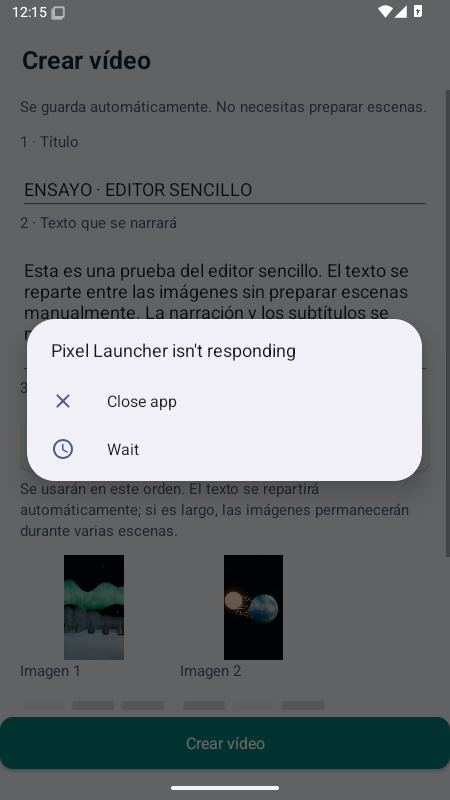 12:15
Crear vídeo
Se guarda automáticamente. No necesitas preparar escenas.
1 · Título
ENSAYO · EDITOR SENCILLO
2 · Texto que se narrará
Esta es una prueba del editor sencillo. El texto se
reparte entre las imágenes sin preparar escenas
manualmente. La narración y los subtítulos se
Pixel Launcher isn't responding
3
Close app
Wait
Se usarán en este orden. El texto se repartirá
automáticamente; si es largo, las imágenes permanecerán
durante varias escenas.
Imagen 1
Imagen 2
Crear vídeo